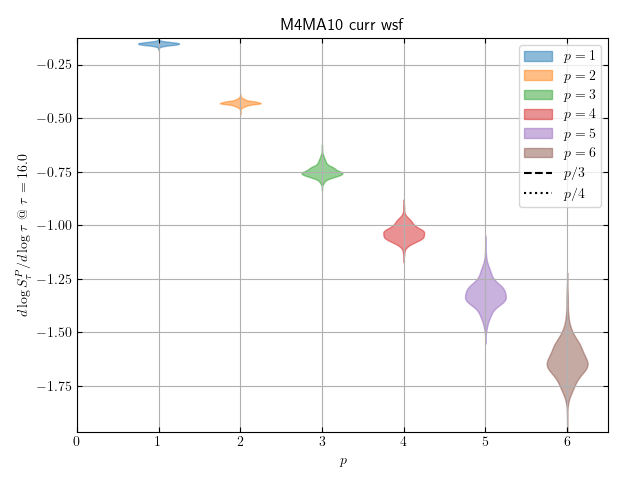 M4MA10 curr wsf
d log S_τ^P / d log τ @ τ = 16.0
−0.25
−0.50
−0.75
−1.00
−1.25
−1.50
−1.75
p = 1
p = 2
p = 3
p = 4
p = 5
p = 6
p/3
p/4
0 1 2 3 4 5 6
p